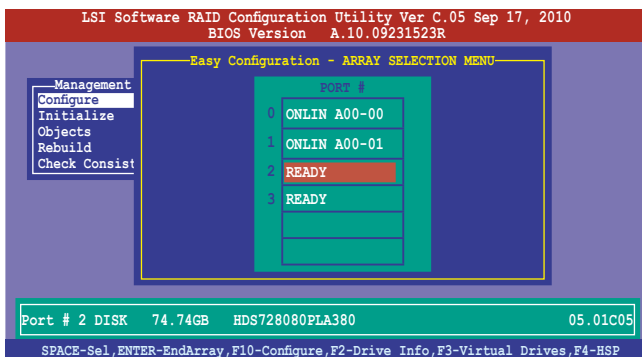 LSI Software RAID Configuration Utility Ver C.05 Sep 17, 2010
BIOS Version A.10.09231523R
Easy Configuration - ARRAY SELECTION MENU
Management
Configure
Initialize
Objects
Rebuild
Check Consist
PORT #
0 ONLIN A00-00
1 ONLIN A00-01
2 READY
3 READY
Port # 2 DISK 74.74GB HDS728080PLA380 05.01C05
SPACE-Sel,ENTER-EndArray,F10-Configure,F2-Drive Info,F3-Virtual Drives,F4-HSP